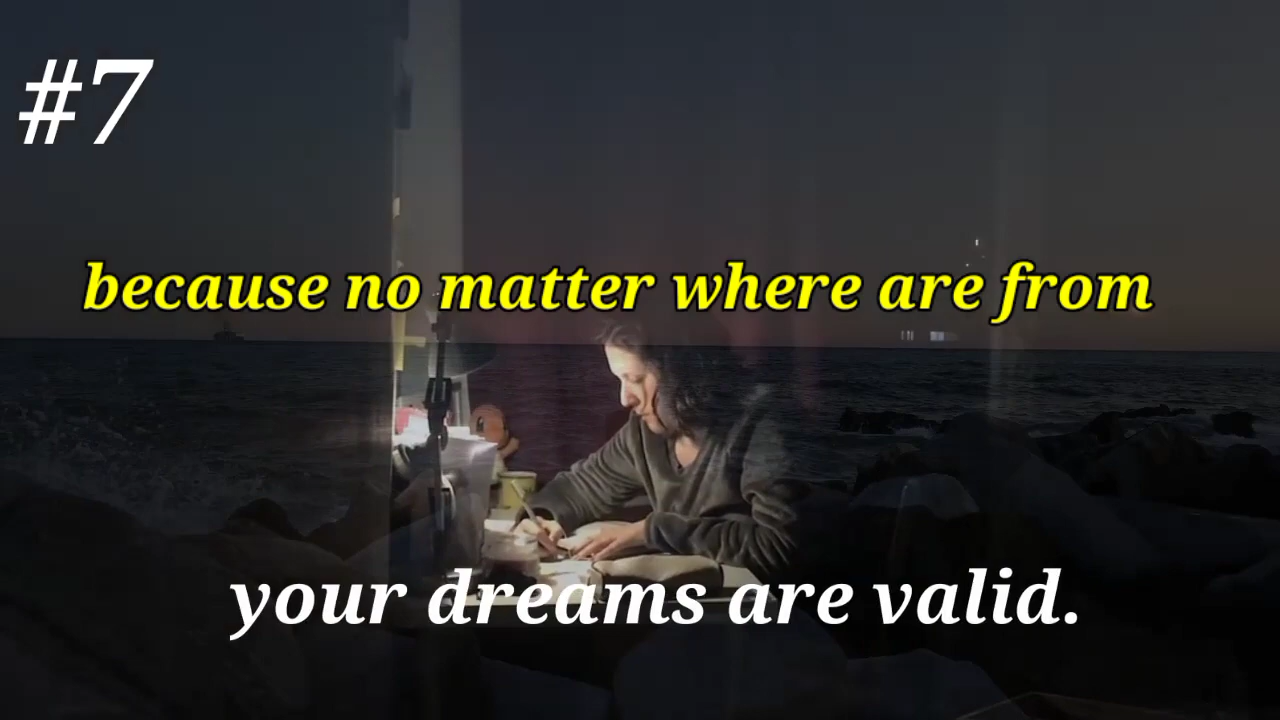 #7
because no matter where are from
your dreams are valid.